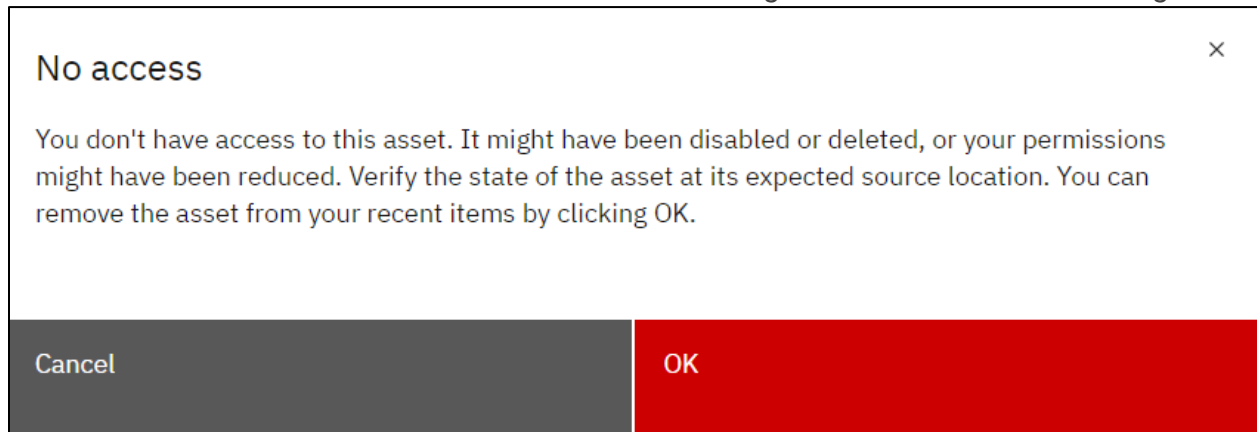 No access
×
You don't have access to this asset. It might have been disabled or deleted, or your permissions
might have been reduced. Verify the state of the asset at its expected source location. You can
remove the asset from your recent items by clicking OK.
Cancel
OK